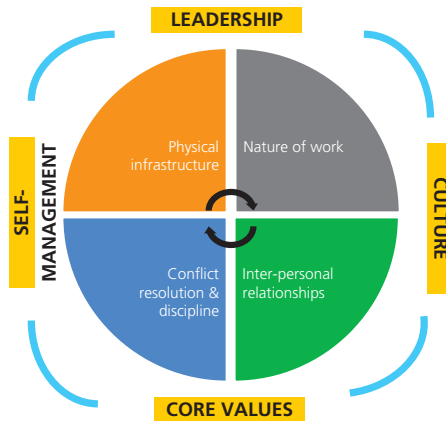 LEADERSHIP
Physical
infrastructure
Nature of work
SELF-
MANAGEMENT
CULTURE
Conflict
resolution &
discipline
Inter-personal
relationships
CORE VALUES